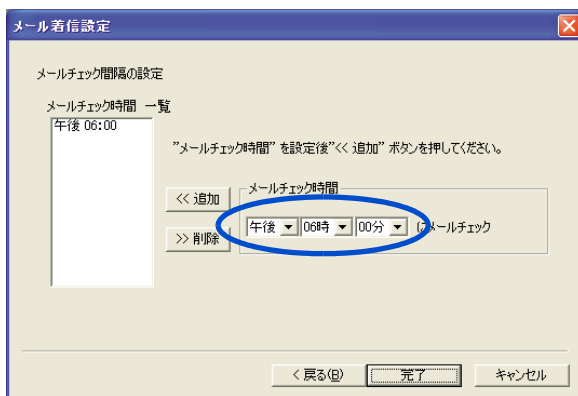 メール着信設定
メールチェック間隔の設定
メールチェック時間 一覧
午後 06:00
"メールチェック時間" を設定後"<< 追加" ボタンを押してください。
<< 追加
メールチェック時間
午後 06時 00分 にメールチェック
>> 削除
< 戻る(B) 完了 キャンセル